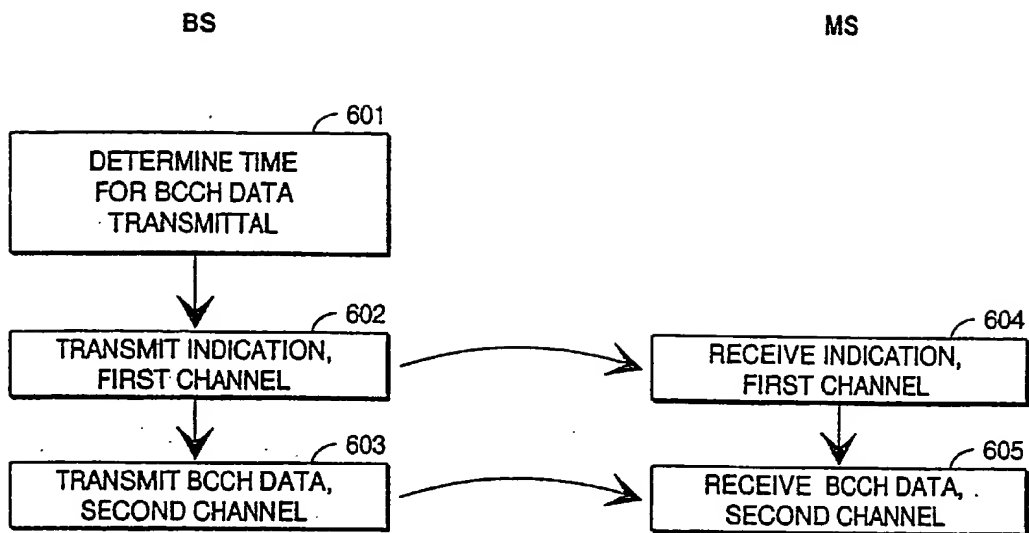 BS
MS
601
DETERMINE TIME
FOR BCCH DATA
TRANSMITTAL
602
TRANSMIT INDICATION,
FIRST CHANNEL
604
RECEIVE INDICATION,
FIRST CHANNEL
603
TRANSMIT BCCH DATA,
SECOND CHANNEL
605
RECEIVE BCCH DATA,
SECOND CHANNEL